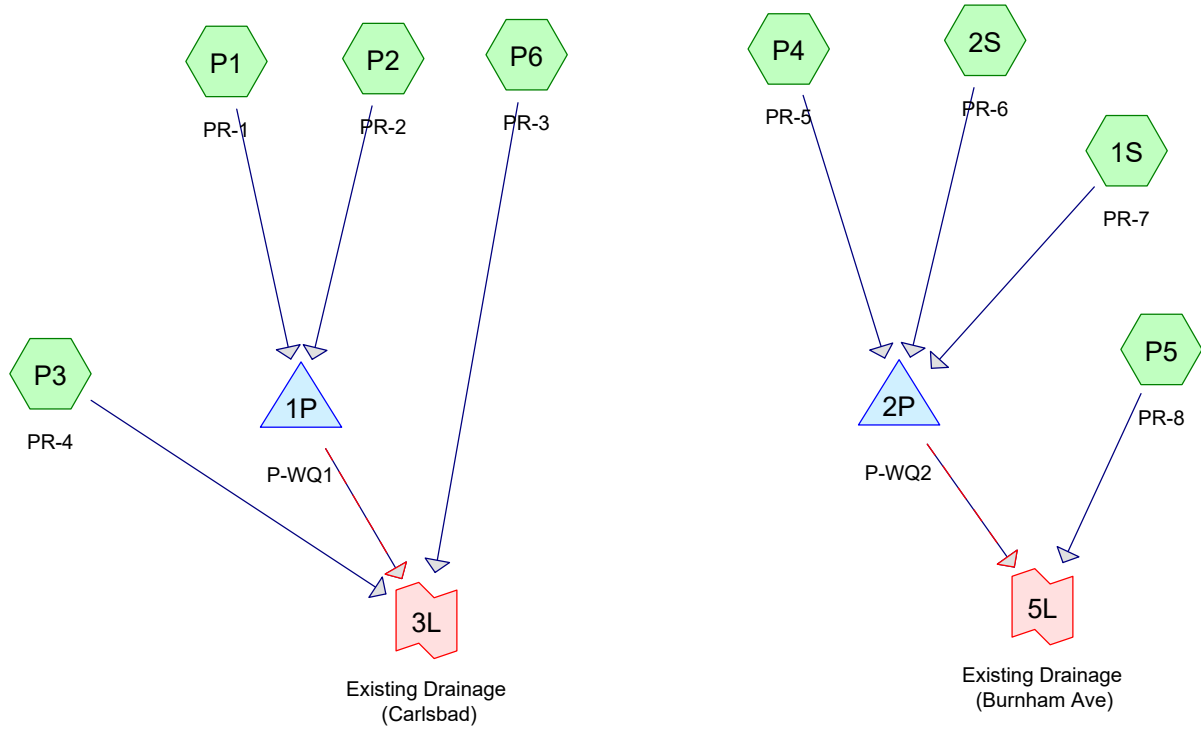 P1
PR-1
P2
PR-2
P6
PR-3
P4
PR-5
2S
PR-6
1S
PR-7
P3
PR-4
1P
P-WQ1
2P
P-WQ2
P5
PR-8
3L
Existing Drainage
(Carlsbad)
5L
Existing Drainage
(Burnham Ave)